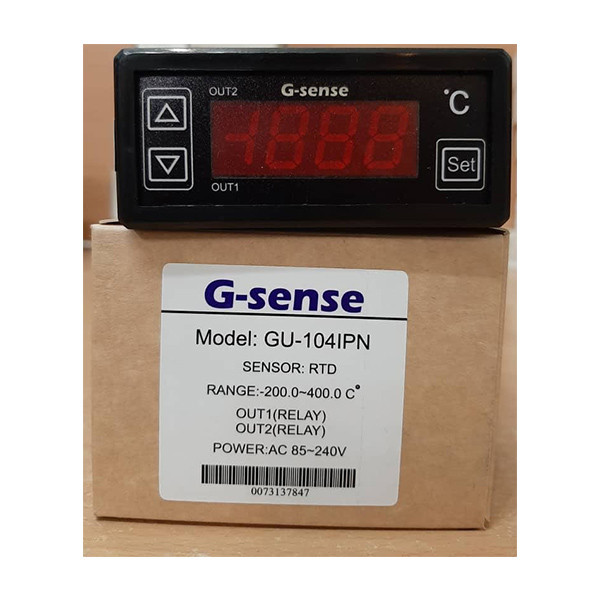 OUT2
G-sense
°C
-1888
Set
OUT1
G-sense
Model: GU-104IPN
SENSOR: RTD
RANGE:-200.0~400.0 C°
OUT1(RELAY)
OUT2(RELAY)
POWER:AC 85~240V
0073137847